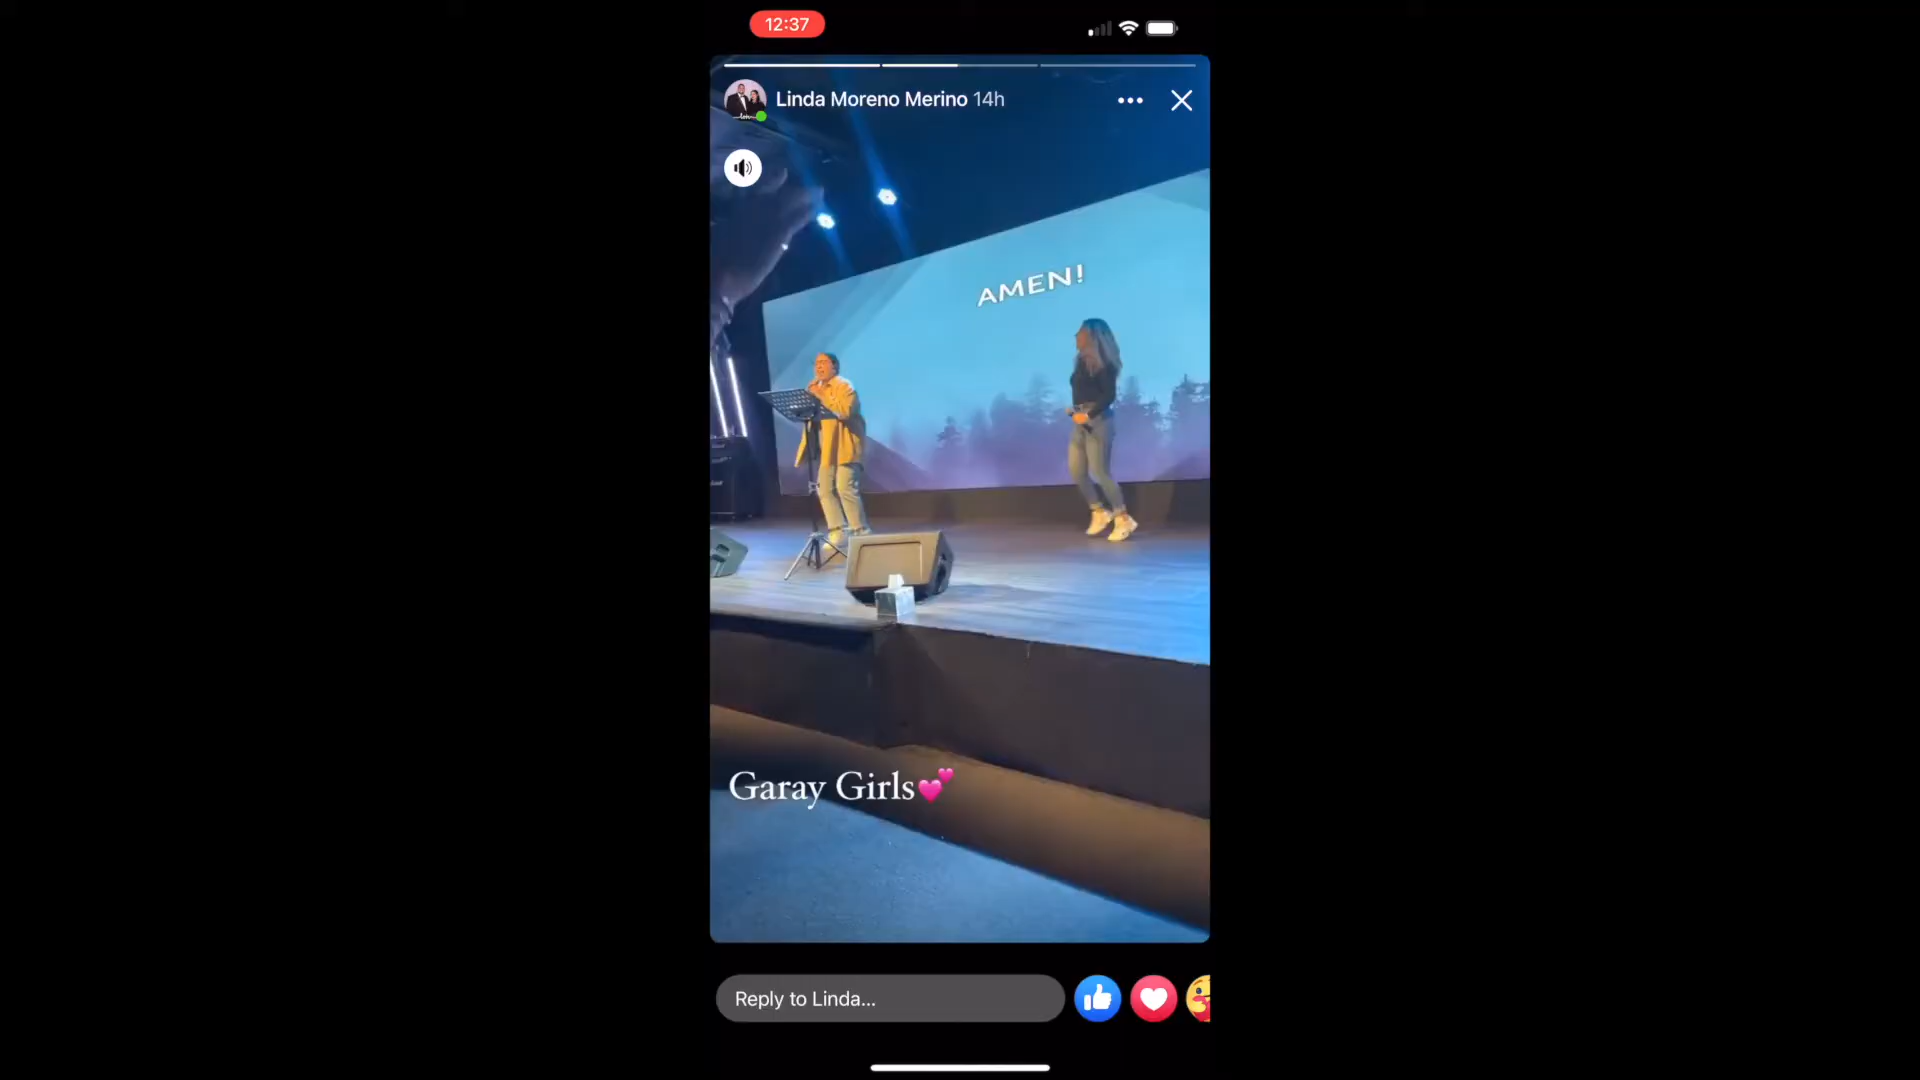 12:37
Linda Moreno Merino 14h
AMEN!
Garay Girls💕
Reply to Linda...